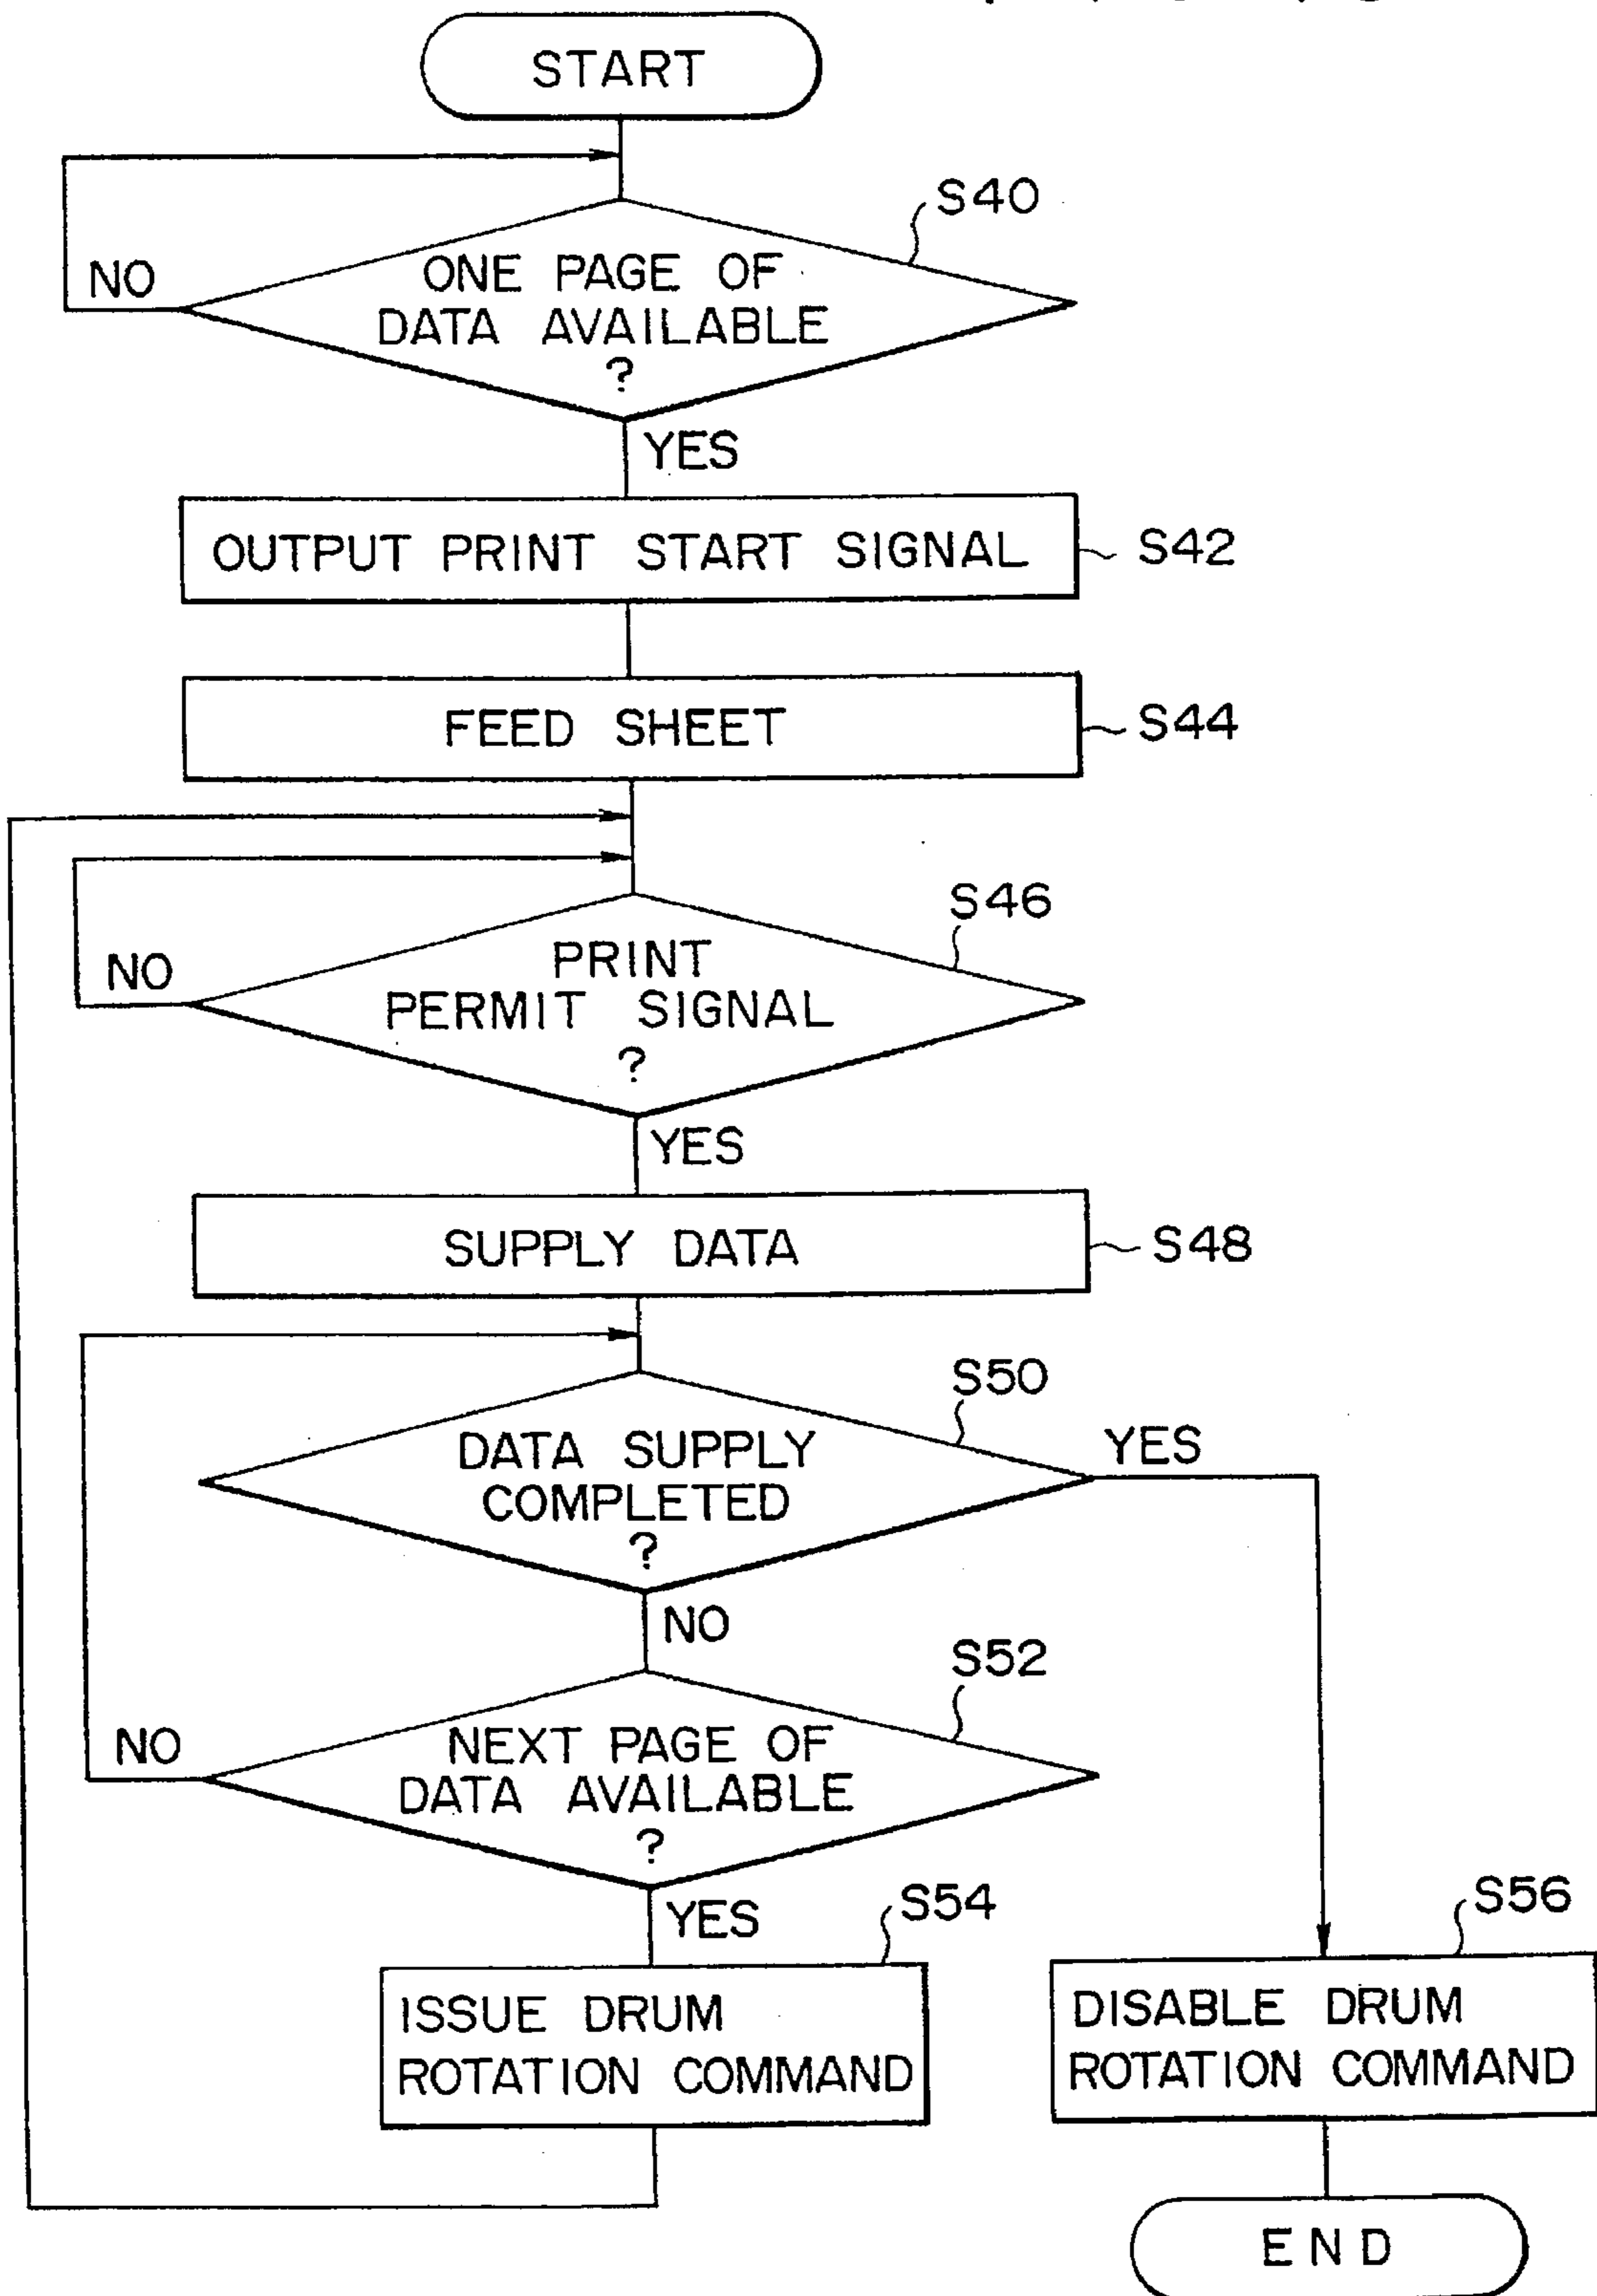 START
S40
NO
ONE PAGE OF
DATA AVAILABLE
?
YES
OUTPUT PRINT START SIGNAL
S42
FEED SHEET
S44
S46
NO
PRINT
PERMIT SIGNAL
?
YES
SUPPLY DATA
S48
S50
YES
DATA SUPPLY
COMPLETED
?
NO
S52
NO
NEXT PAGE OF
DATA AVAILABLE
?
YES
S54
S56
ISSUE DRUM
ROTATION COMMAND
DISABLE DRUM
ROTATION COMMAND
END